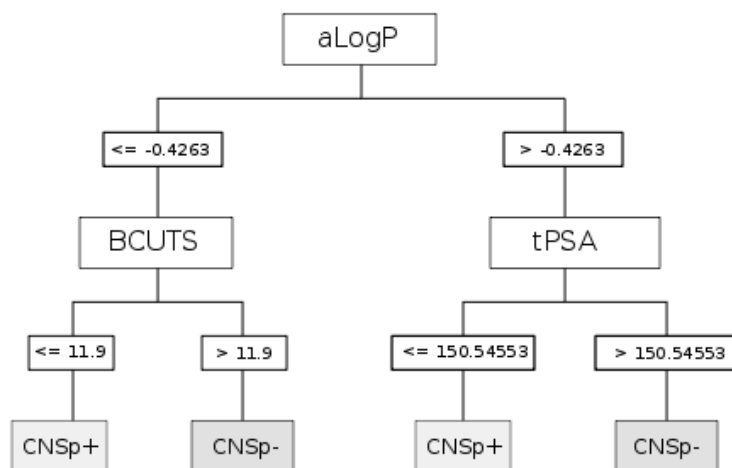 aLogP
<= -0.4263
> -0.4263
BCUTS
tPSA
<= 11.9
> 11.9
<= 150.54553
> 150.54553
CNSp+
CNSp-
CNSp+
CNSp-